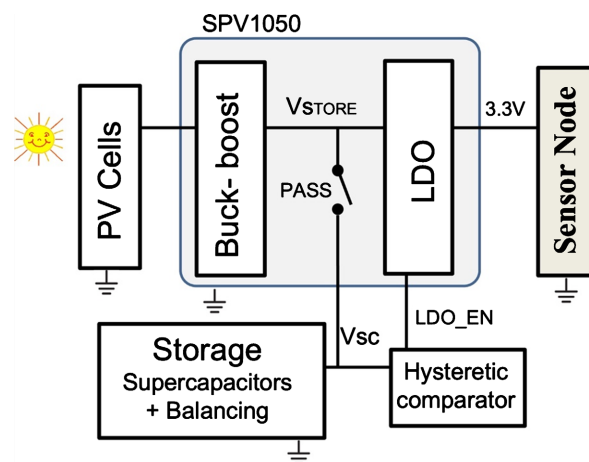 SPV1050
PV Cells
Buck- boost
VSTORE
PASS
LDO
3.3V
Sensor Node
LDO_EN
Vsc
Storage
Supercapacitors
+ Balancing
Hysteretic
comparator